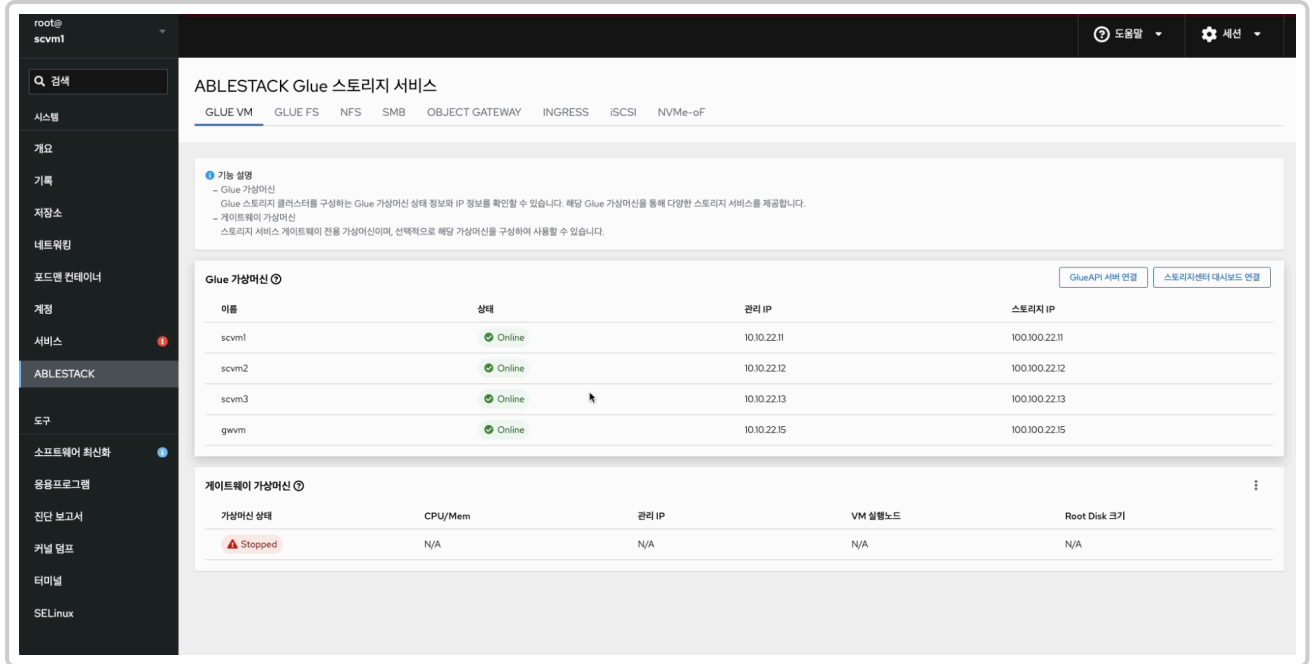 root@
scvm1
도움말
세션
검색
시스템
개요
기록
저장소
네트워킹
포드맨 컨테이너
계정
서비스
ABLESTACK
도구
소프트웨어 최신화
응용프로그램
진단 보고서
커널 덤프
터미널
SELinux
ABLESTACK Glue 스토리지 서비스
GLUE VM GLUE FS NFS SMB OBJECT GATEWAY INGRESS iSCSI NVMe-oF
기능 설명
– Glue 가상머신
Glue 스토리지 클러스터를 구성하는 Glue 가상머신 상태 정보와 IP 정보를 확인할 수 있습니다. 해당 Glue 가상머신을 통해 다양한 스토리지 서비스를 제공합니다.
– 게이트웨이 가상머신
스토리지 서비스 게이트웨이 전용 가상머신이며, 선택적으로 해당 가상머신을 구성하여 사용할 수 있습니다.
Glue 가상머신
GlueAPI 서버 연결 스토리지센터 대시보드 연결
이름 상태 관리 IP 스토리지 IP
scvm1 Online 10.10.22.11 100.100.22.11
scvm2 Online 10.10.22.12 100.100.22.12
scvm3 Online 10.10.22.13 100.100.22.13
gwvm Online 10.10.22.15 100.100.22.15
게이트웨이 가상머신
가상머신 상태 CPU/Mem 관리 IP VM 실행노드 Root Disk 크기
Stopped N/A N/A N/A N/A